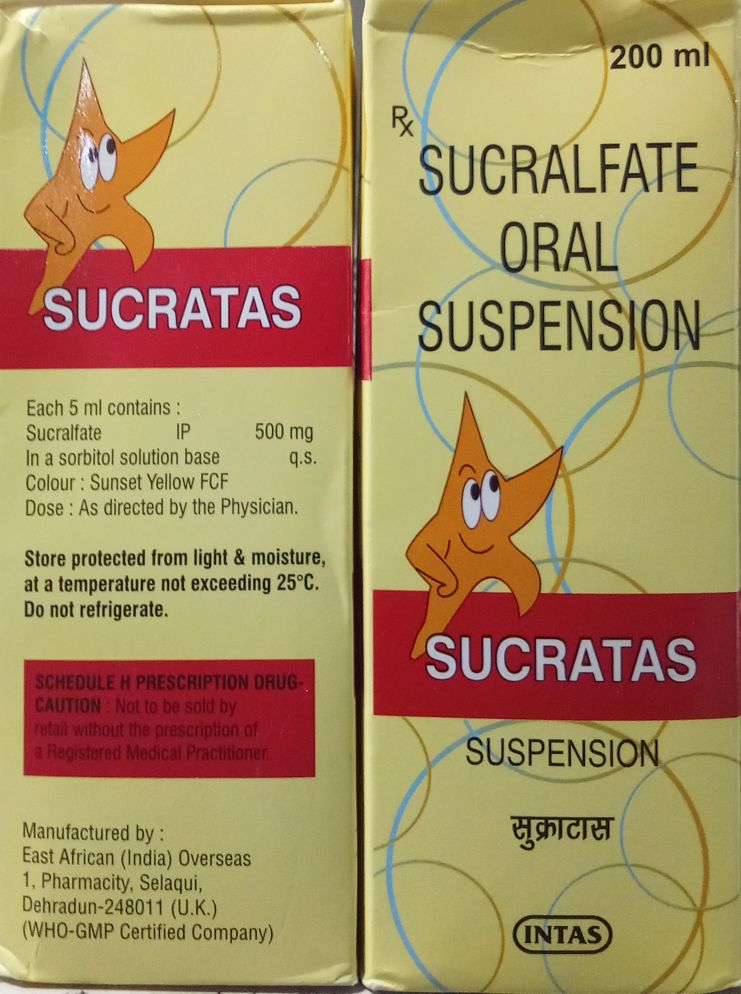 SUCRATAS
Each 5 ml contains :
Sucralfate IP 500 mg
In a sorbitol solution base q.s.
Colour : Sunset Yellow FCF
Dose : As directed by the Physician.
Store protected from light & moisture,
at a temperature not exceeding 25°C.
Do not refrigerate.
SCHEDULE H PRESCRIPTION DRUG-
CAUTION : Not to be sold by
retail without the prescription of
a Registered Medical Practitioner.
Manufactured by :
East African (India) Overseas
1, Pharmacity, Selaqui,
Dehradun-248011 (U.K.)
(WHO-GMP Certified Company)
200 ml
Rx
SUCRALFATE
ORAL
SUSPENSION
SUCRATAS
SUSPENSION
सुक्राटास
INTAS